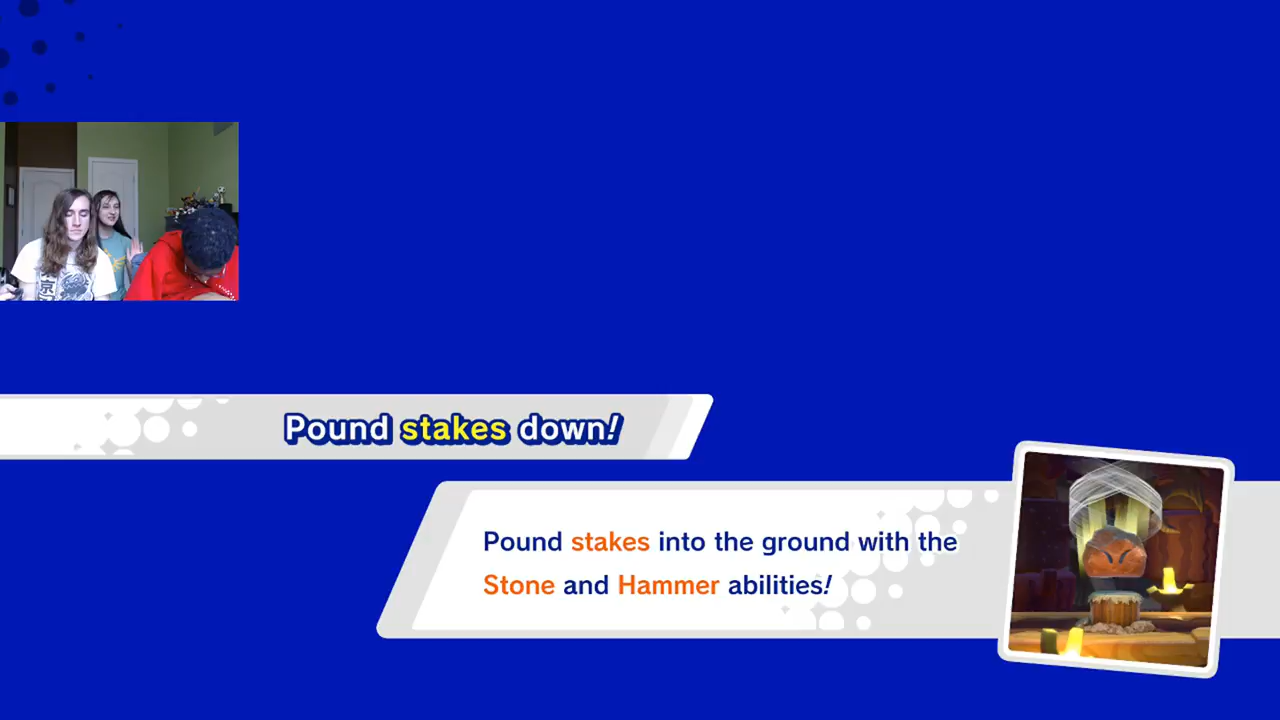 Pound stakes down!
Pound stakes into the ground with the
Stone and Hammer abilities!